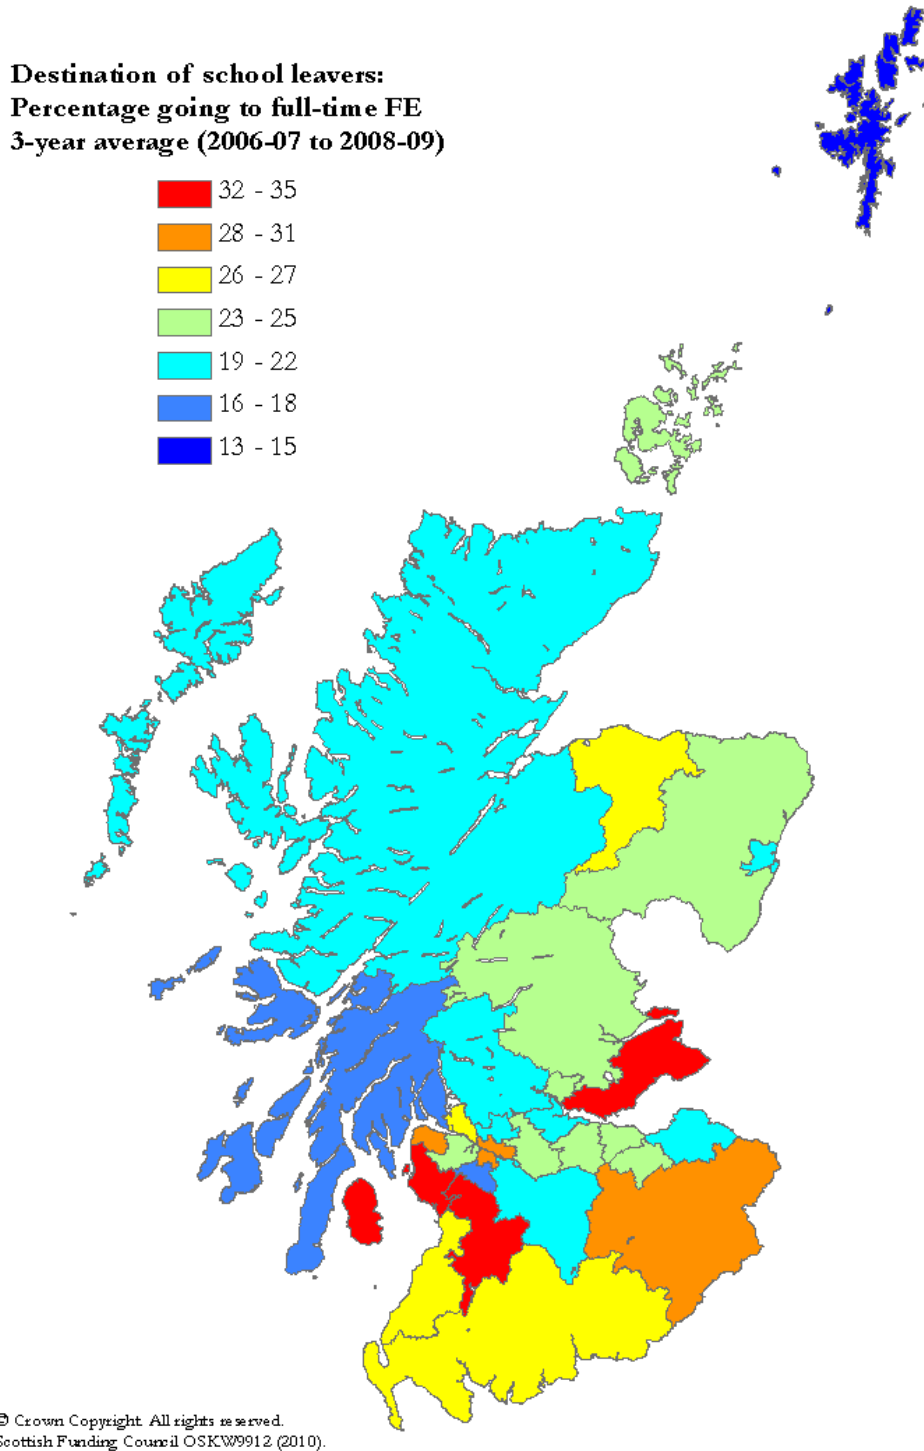 Destination of school leavers:
Percentage going to full-time FE
3-year average (2006-07 to 2008-09)
32 - 35
28 - 31
26 - 27
23 - 25
19 - 22
16 - 18
13 - 15
© Crown Copyright. All rights reserved.
Scottish Funding Council OSKW9912 (2010).